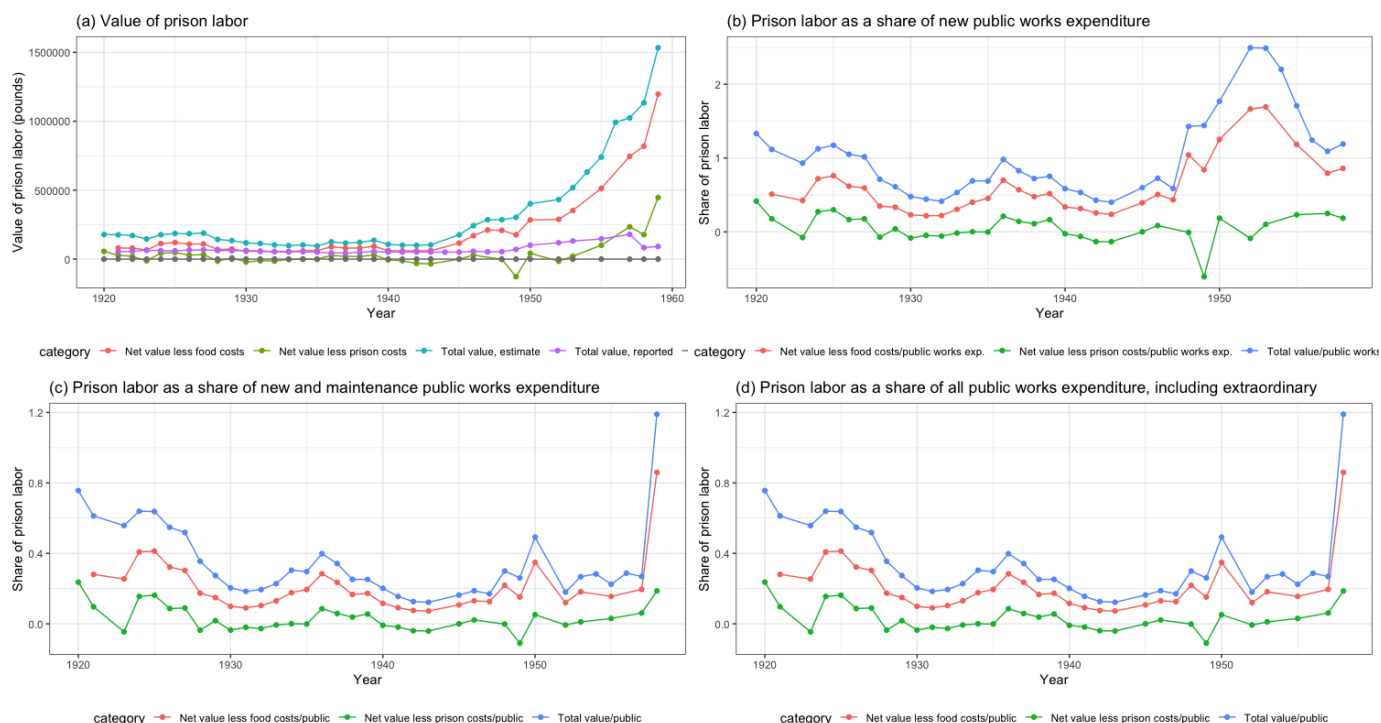 (a) Value of prison labor
Value of prison labor (pounds)
1500000
1000000
500000
0
1920
1930
1940
1950
1960
Year
category Net value less food costs Net value less prison costs Total value, estimate Total value, reported
(b) Prison labor as a share of new public works expenditure
Share of prison labor
2
1
0
1920
1930
1940
1950
Year
category Net value less food costs/public works exp. Net value less prison costs/public works exp. Total value/public works
(c) Prison labor as a share of new and maintenance public works expenditure
Share of prison labor
1.2
0.8
0.4
0.0
1920
1930
1940
1950
Year
category Net value less food costs/public Net value less prison costs/public Total value/public
(d) Prison labor as a share of all public works expenditure, including extraordinary
Share of prison labor
1.2
0.8
0.4
0.0
1920
1930
1940
1950
Year
category Net value less food costs/public Net value less prison costs/public Total value/public